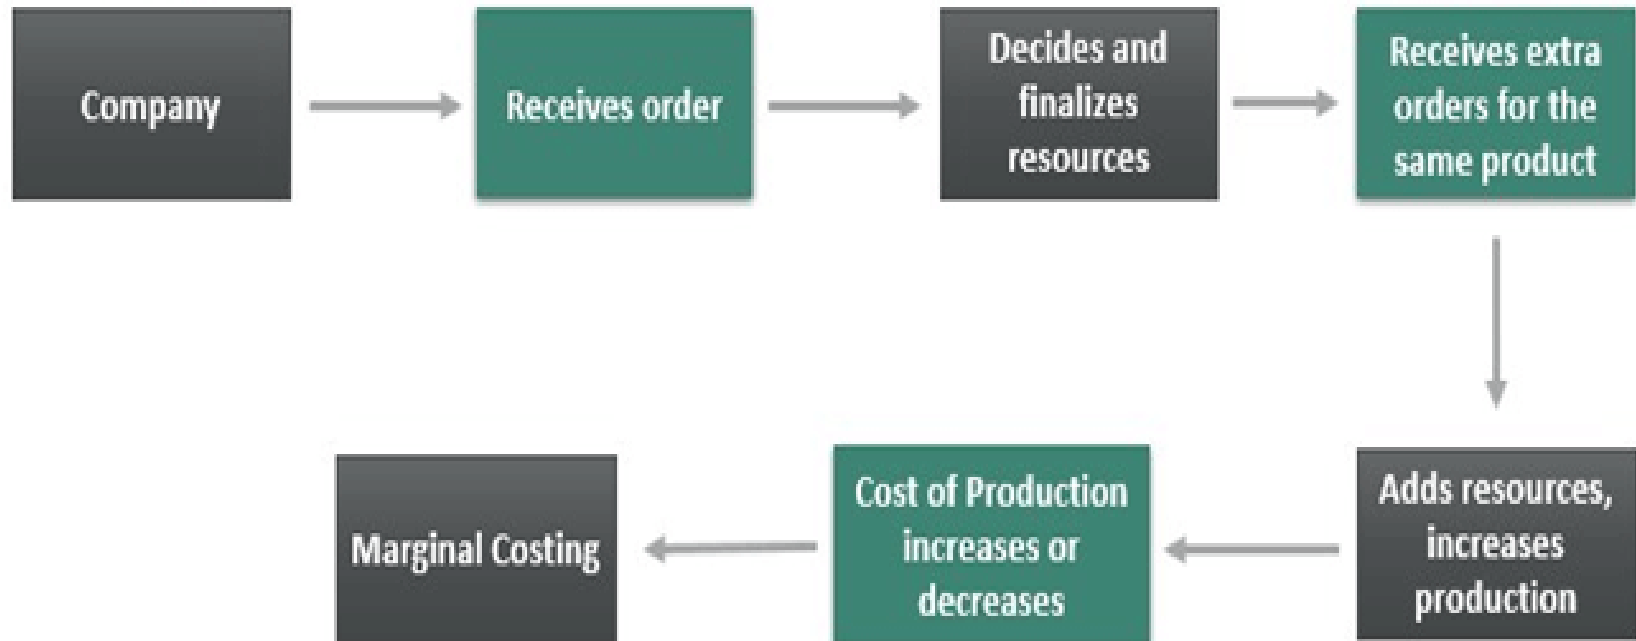 Company
Receives order
Decides and
finalizes
resources
Receives extra
orders for the
same product
Adds resources,
increases
production
Cost of Production
increases or
decreases
Marginal Costing